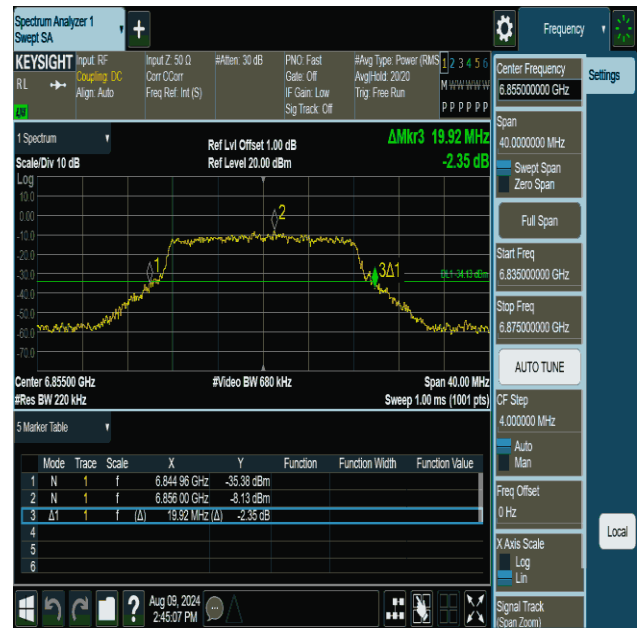 Spectrum Analyzer 1
Swept SA
+
Frequency
KEYSIGHT
RL
Input: RF
Coupling: DC
Align: Auto
Input Z: 50 Ω
Corr CCorr
Freq Ref: Int (S)
#Atten: 30 dB
PNO: Fast
Gate: Off
IF Gain: Low
Sig Track: Off
#Avg Type: Power (RMS
Avg|Hold: 20/20
Trig: Free Run
1 2 3 4 5 6
M W W W W W
P P P P P P
1 Spectrum
Scale/Div 10 dB
Ref Lvl Offset 1.00 dB
Ref Level 20.00 dBm
ΔMkr3 19.92 MHz
-2.35 dB
Log
10.0
0.00
-10.0
-20.0
-30.0
-40.0
-50.0
-60.0
-70.0
1
2
3Δ1
DL1 -34.13 dBm
Center 6.85500 GHz
#Video BW 680 kHz
Span 40.00 MHz
#Res BW 220 kHz
Sweep 1.00 ms (1001 pts)
5 Marker Table
Mode Trace Scale X Y Function Function Width Function Value
1 N 1 f 6.844 96 GHz -35.38 dBm
2 N 1 f 6.856 00 GHz -8.13 dBm
3 Δ1 1 f (Δ) 19.92 MHz (Δ) -2.35 dB
4
5
6
Aug 09, 2024
2:45:07 PM
?
Center Frequency
6.855000000 GHz
Settings
Span
40.0000000 MHz
Swept Span
Zero Span
Full Span
Start Freq
6.835000000 GHz
Stop Freq
6.875000000 GHz
AUTO TUNE
CF Step
4.000000 MHz
Auto
Man
Freq Offset
0 Hz
Local
X Axis Scale
Log
Lin
Signal Track
(Span Zoom)